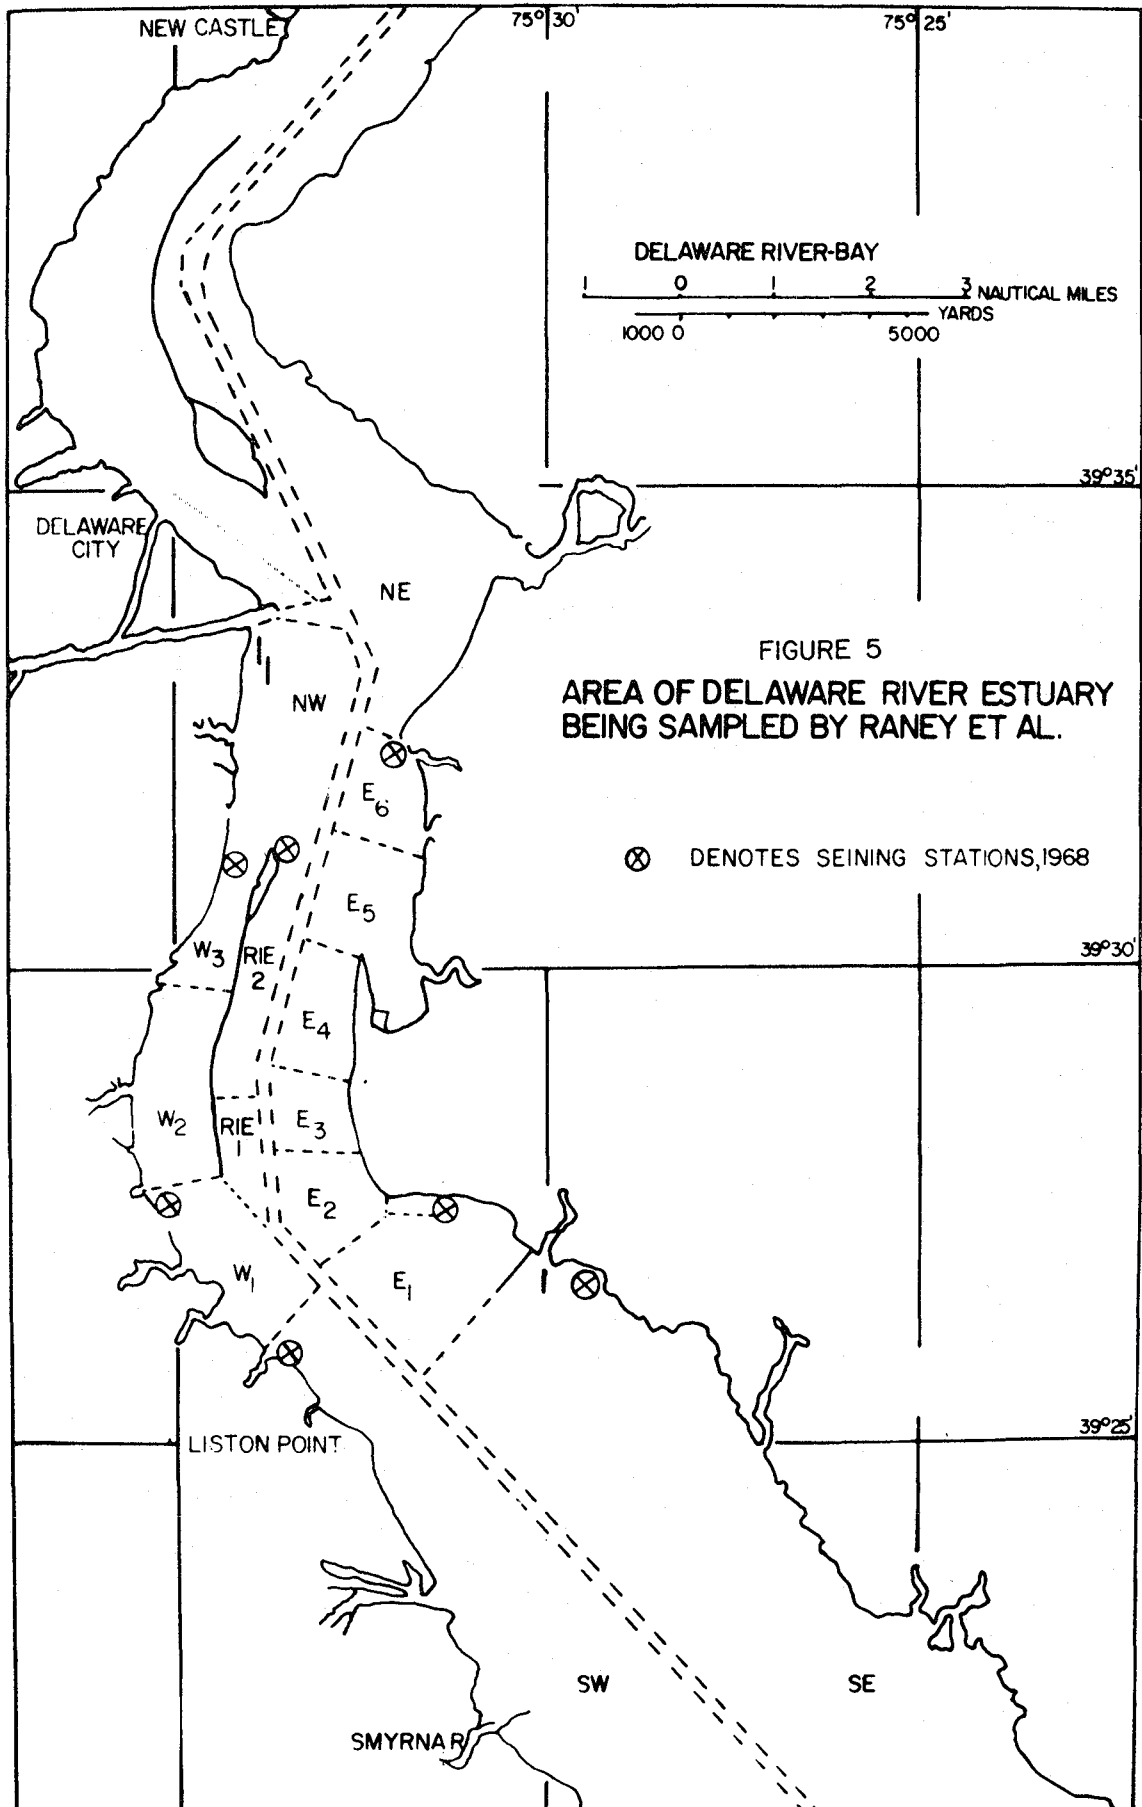 NEW CASTLE
75° 30'
75° 25'
DELAWARE RIVER-BAY
1 0 1 2 3 NAUTICAL MILES
1000 0 5000 YARDS
39° 35'
DELAWARE
CITY
NE
FIGURE 5
AREA OF DELAWARE RIVER ESTUARY
BEING SAMPLED BY RANEY ET AL.
NW
E6
⊗ DENOTES SEINING STATIONS, 1968
E5
W3
RIE
2
39° 30'
E4
W2
RIE
1
E3
E2
W1
E1
39° 25'
LISTON POINT
SW
SE
SMYRNA R